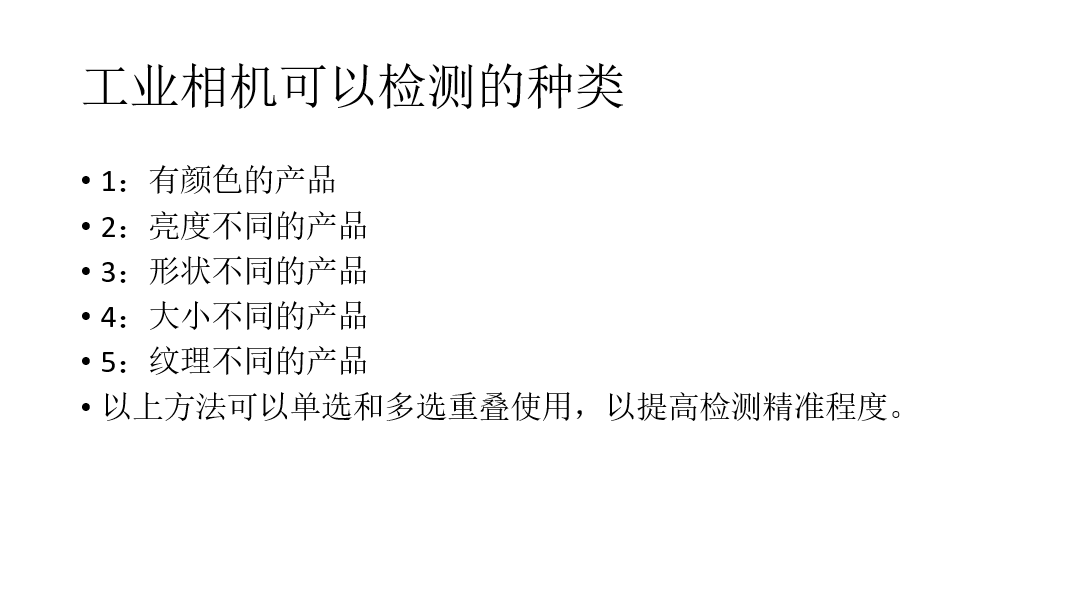 工业相机可以检测的种类
• 1：有颜色的产品
• 2：亮度不同的产品
• 3：形状不同的产品
• 4：大小不同的产品
• 5：纹理不同的产品
• 以上方法可以单选和多选重叠使用，以提高检测精准程度。